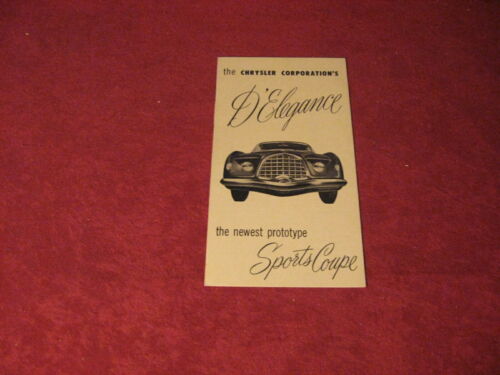 the CHRYSLER CORPORATION'S
D'Elegance
the newest prototype
Sports Coupe